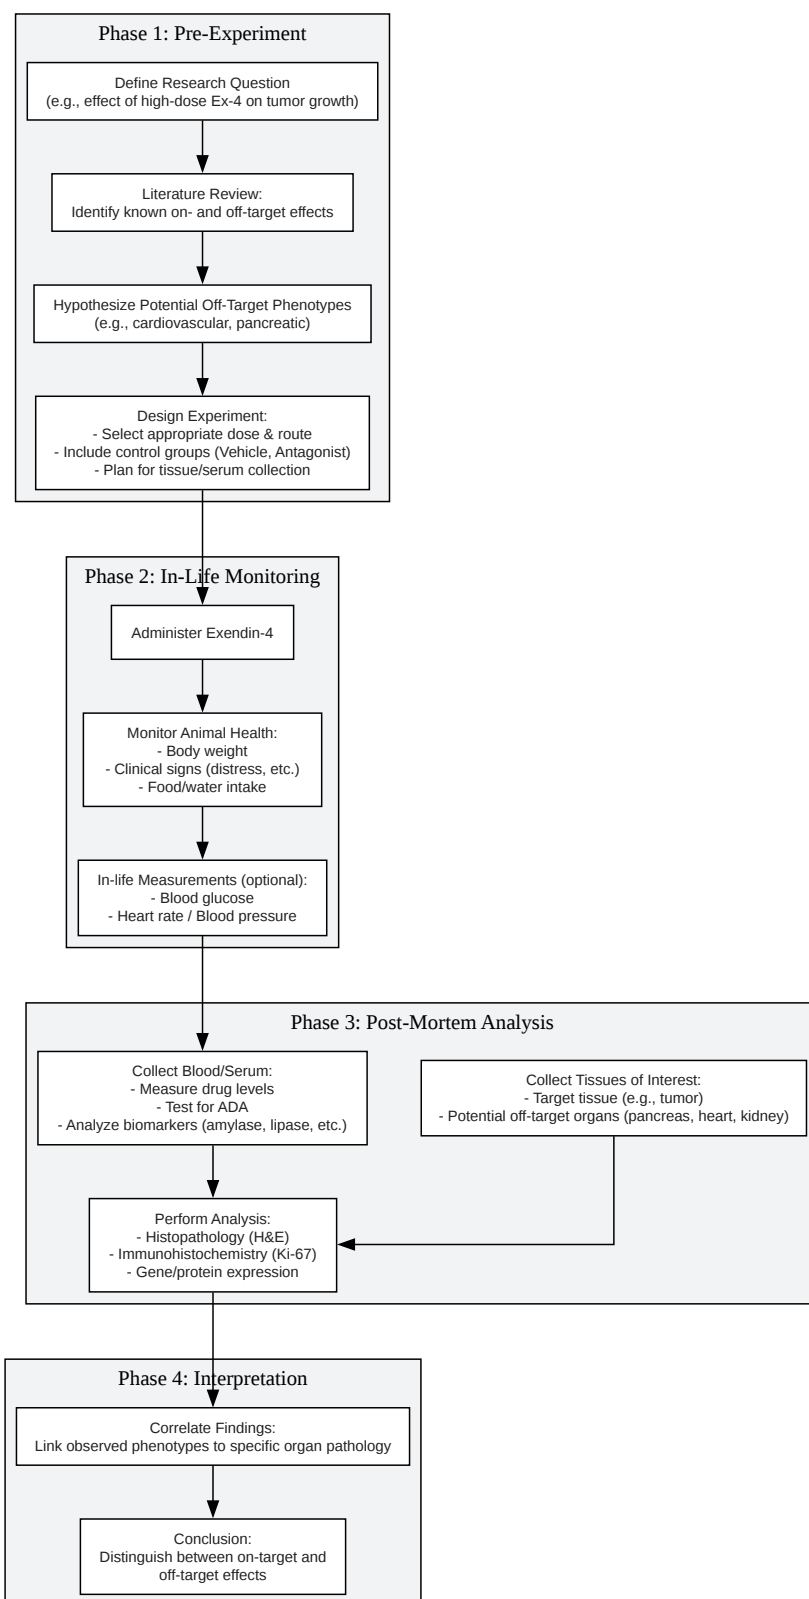 Phase 1: Pre-Experiment
Define Research Question
(e.g., effect of high-dose Ex-4 on tumor growth)
Literature Review:
Identify known on- and off-target effects
Hypothesize Potential Off-Target Phenotypes
(e.g., cardiovascular, pancreatic)
Design Experiment:
- Select appropriate dose & route
- Include control groups (Vehicle, Antagonist)
- Plan for tissue/serum collection
Phase 2: In-Life Monitoring
Administer Exendin-4
Monitor Animal Health:
- Body weight
- Clinical signs (distress, etc.)
- Food/water intake
In-life Measurements (optional):
- Blood glucose
- Heart rate / Blood pressure
Phase 3: Post-Mortem Analysis
Collect Blood/Serum:
- Measure drug levels
- Test for ADA
- Analyze biomarkers (amylase, lipase, etc.)
Collect Tissues of Interest:
- Target tissue (e.g., tumor)
- Potential off-target organs (pancreas, heart, kidney)
Perform Analysis:
- Histopathology (H&E)
- Immunohistochemistry (Ki-67)
- Gene/protein expression
Phase 4: Interpretation
Correlate Findings:
Link observed phenotypes to specific organ pathology
Conclusion:
Distinguish between on-target and
off-target effects